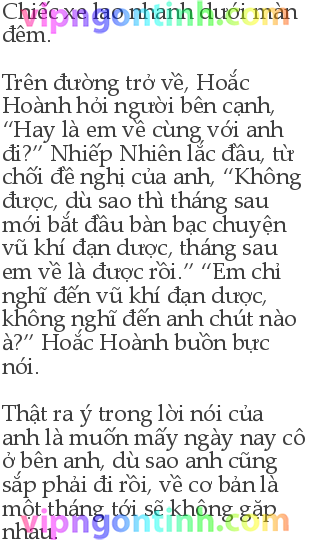 Chiếc xe lao nhanh dưới màn
đêm.
Trên đường trở về, Hoắc
Hoành hỏi người bên cạnh,
“Hay là em về cùng với anh
đi?” Nhiếp Nhiên lắc đầu, từ
chối đề nghị của anh, “Không
được, dù sao thì tháng sau
mới bắt đầu bàn bạc chuyện
vũ khí đạn dược, tháng sau
em về là được rồi.” “Em chỉ
nghĩ đến vũ khí đạn dược,
không nghĩ đến anh chút nào
à?” Hoắc Hoành buồn bực
nói.
Thật ra ý trong lời nói của
anh là muốn mấy ngày nay cô
ở bên anh, dù sao anh cũng
sắp phải đi rồi, về cơ bản là
một tháng tới sẽ không gặp
nhau.
vipngontinh.com
vipngontinh.com